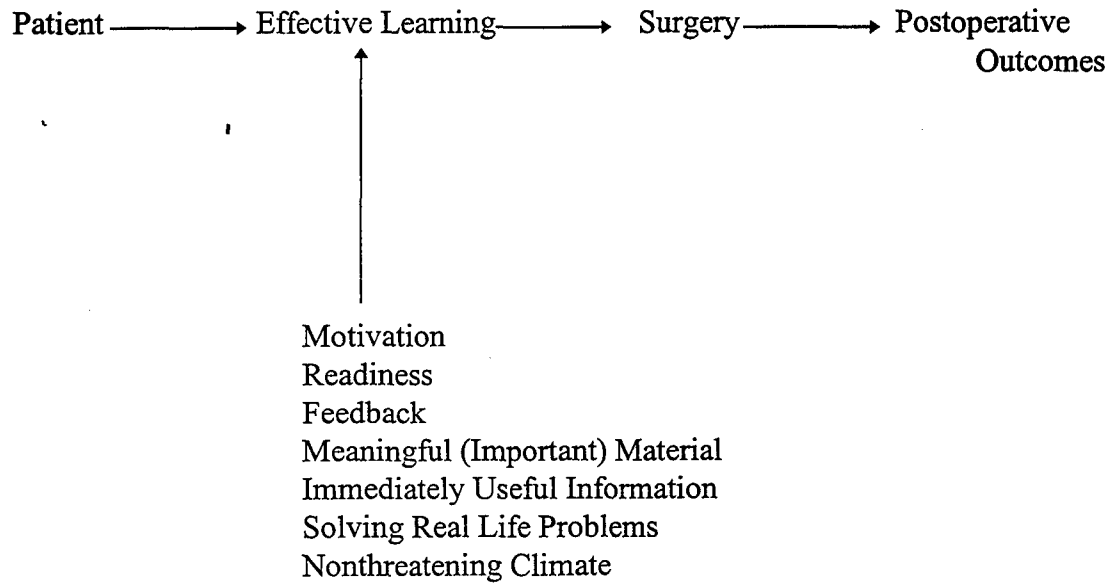 Patient Effective Learning Surgery Postoperative
Outcomes
Motivation
Readiness
Feedback
Meaningful (Important) Material
Immediately Useful Information
Solving Real Life Problems
Nonthreatening Climate